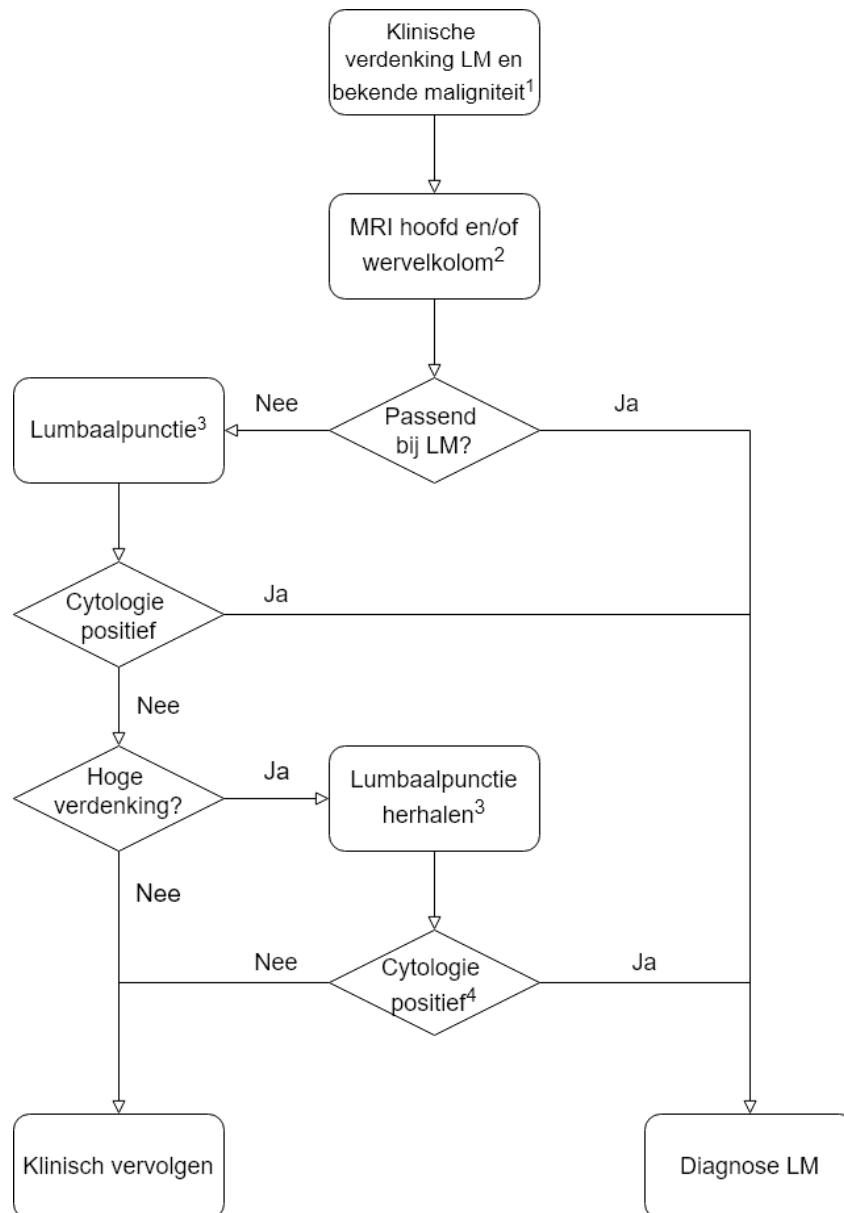 Klinische
verdenking LM en
bekende maligniteit¹
MRI hoofd en/of
wervelkolom²
Nee
Passend
bij LM?
Ja
Lumbaalpunctie³
Cytologie
positief
Ja
Nee
Hoge
verdenking?
Ja
Lumbaalpunctie
herhalen³
Nee
Nee
Cytologie
positief⁴
Ja
Klinisch vervolgen
Diagnose LM